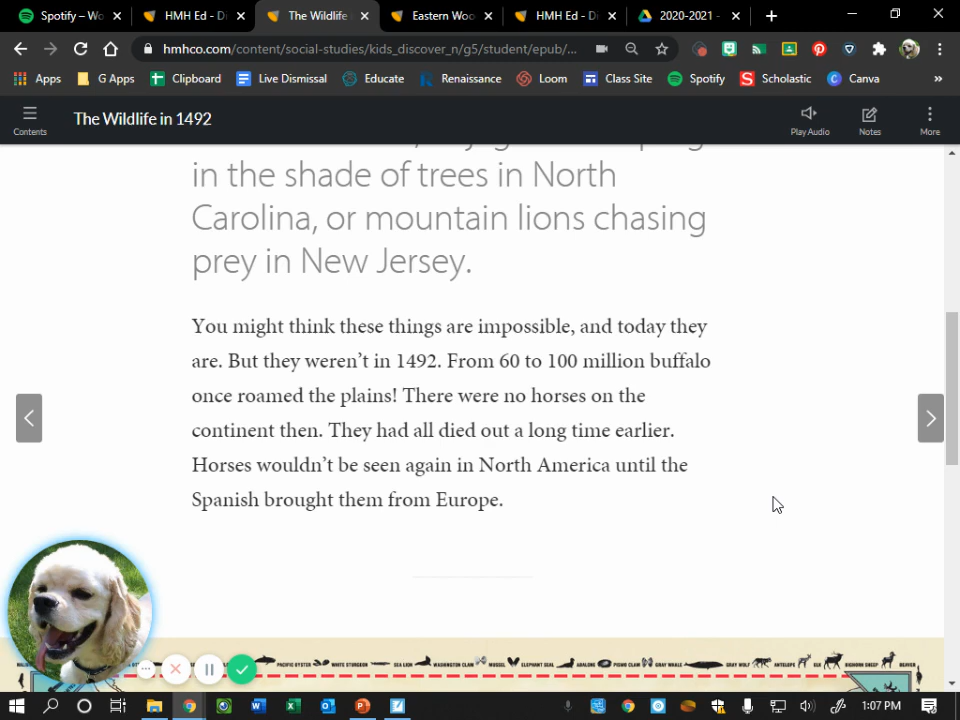 Spotify – Wo
HMH Ed - Di
The Wildlife
Eastern Woo
HMH Ed - Di
2020-2021 -
hmhco.com/content/social-studies/kids_discover_n/g5/student/epub/...
Apps
G Apps
Clipboard
Live Dismissal
Educate
Renaissance
Loom
Class Site
Spotify
Scholastic
Canva
»
Contents
The Wildlife in 1492
Play Audio
Notes
More
in the shade of trees in North
Carolina, or mountain lions chasing
prey in New Jersey.
You might think these things are impossible, and today they
are. But they weren't in 1492. From 60 to 100 million buffalo
once roamed the plains! There were no horses on the
continent then. They had all died out a long time earlier.
Horses wouldn't be seen again in North America until the
Spanish brought them from Europe.
PACIFIC OYSTER WHITE STURGEON SEA LION WASHINGTON CLAM MUSSEL ELEPHANT SEAL ABALONE PISMO CLAM GRAY WHALE GRAY WOLF ANTELOPE ELK BIGHORN SHEEP BEAVER
1:07 PM